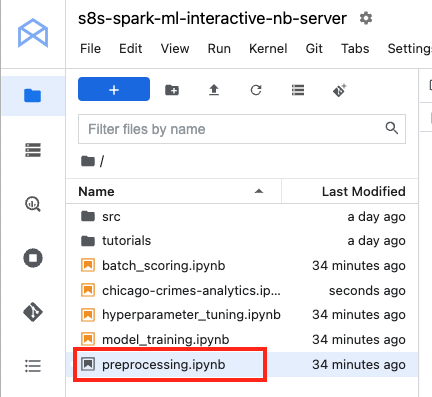 s8s-spark-ml-interactive-nb-server
File Edit View Run Kernel Git Tabs Settings
+
Filter files by name
/
Name Last Modified
src a day ago
tutorials a day ago
batch_scoring.ipynb 34 minutes ago
chicago-crimes-analytics.ip... seconds ago
hyperparameter_tuning.ipynb 34 minutes ago
model_training.ipynb 34 minutes ago
preprocessing.ipynb 34 minutes ago